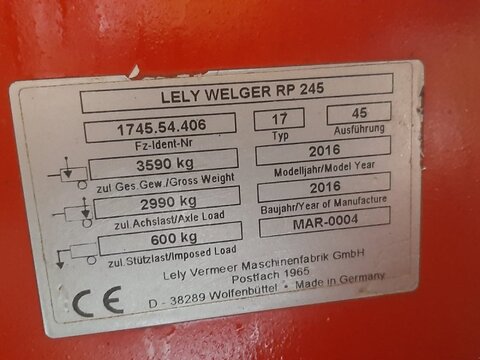 LELY WELGER RP 245
1745.54.406 17 45
Fz-Ident-Nr Typ Ausführung
3590 kg 2016
zul.Ges.Gew./Gross Weight Modelljahr/Model Year
2990 kg 2016
zul.Achslast/Axle Load Baujahr/Year of Manufacture
600 kg MAR-0004
zul.Stützlast/Imposed Load
Lely Vermeer Maschinenfabrik GmbH
Postfach 1965
CE D - 38289 Wolfenbüttel • Made in Germany